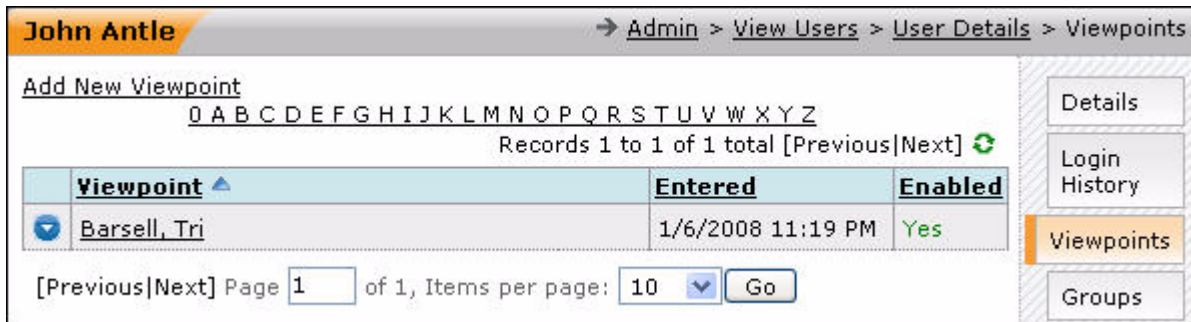 John Antle
→ Admin > View Users > User Details > Viewpoints
Add New Viewpoint
0 A B C D E F G H I J K L M N O P Q R S T U V W X Y Z
Records 1 to 1 of 1 total [Previous|Next]
Viewpoint Entered Enabled
Barsell, Tri 1/6/2008 11:19 PM Yes
[Previous|Next] Page 1 of 1, Items per page: 10 Go
Details
Login
History
Viewpoints
Groups